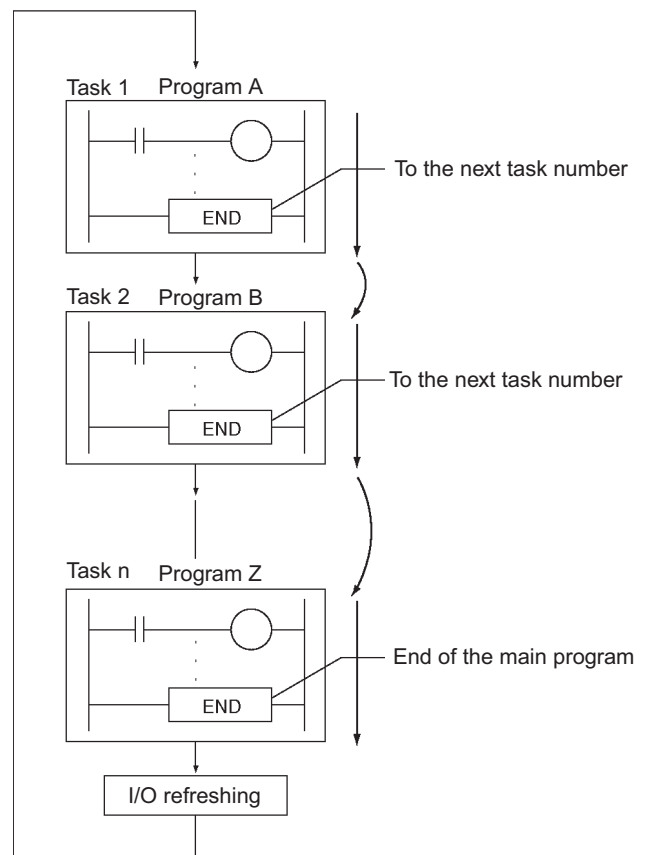 Task 1 Program A
To the next task number
END
Task 2 Program B
To the next task number
END
Task n Program Z
End of the main program
END
I/O refreshing